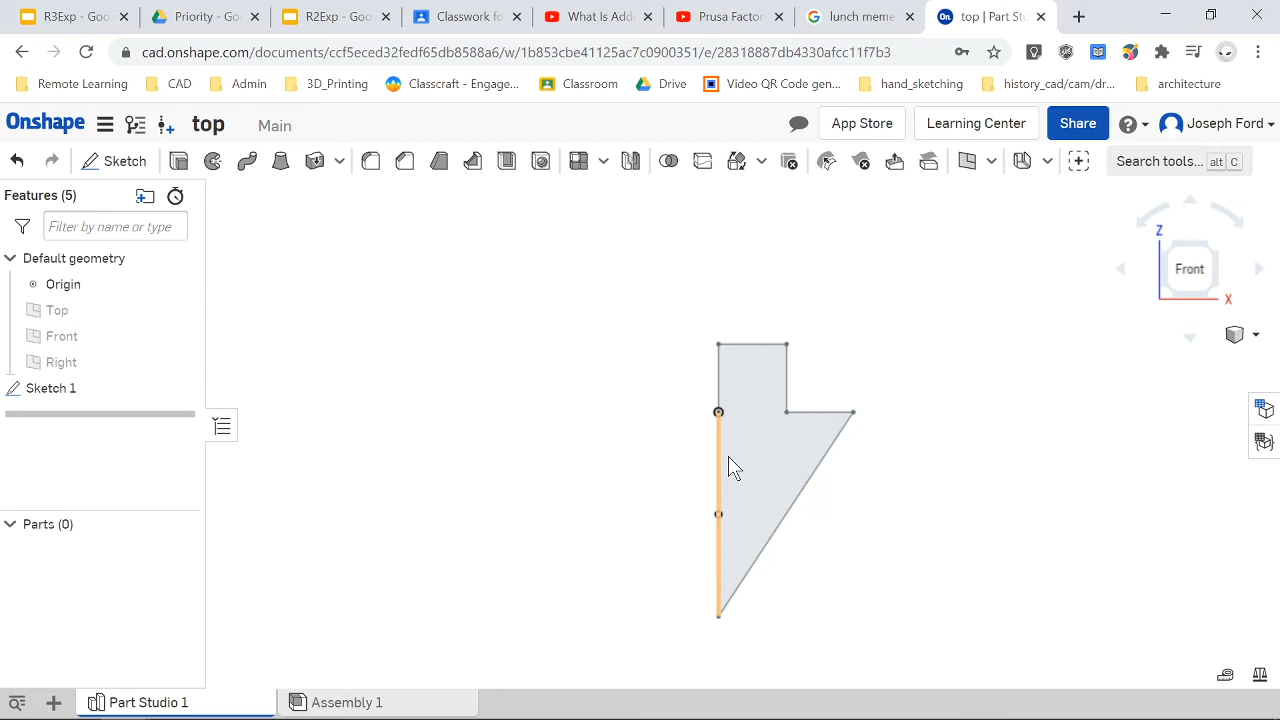 R3Exp - Goo
Priority - Goo
R2Exp - Goo
Classwork fo
What Is Addi
Prusa Factor
lunch meme
top | Part Stu
cad.onshape.com/documents/ccf5eced32fedf65db8588a6/w/1b853cbe41125ac7c0900351/e/28318887db4330afcc11f7b3
Remote Learning
CAD
Admin
3D_Printing
Classcraft - Engage...
Classroom
Drive
Video QR Code gen...
hand_sketching
history_cad/cam/dr...
architecture
Onshape
top
Main
App Store
Learning Center
Share
Joseph Ford
Sketch
Search tools... alt C
Features (5)
Filter by name or type
Default geometry
Origin
Top
Front
Right
Sketch 1
Parts (0)
Z
Front
X
Part Studio 1
Assembly 1